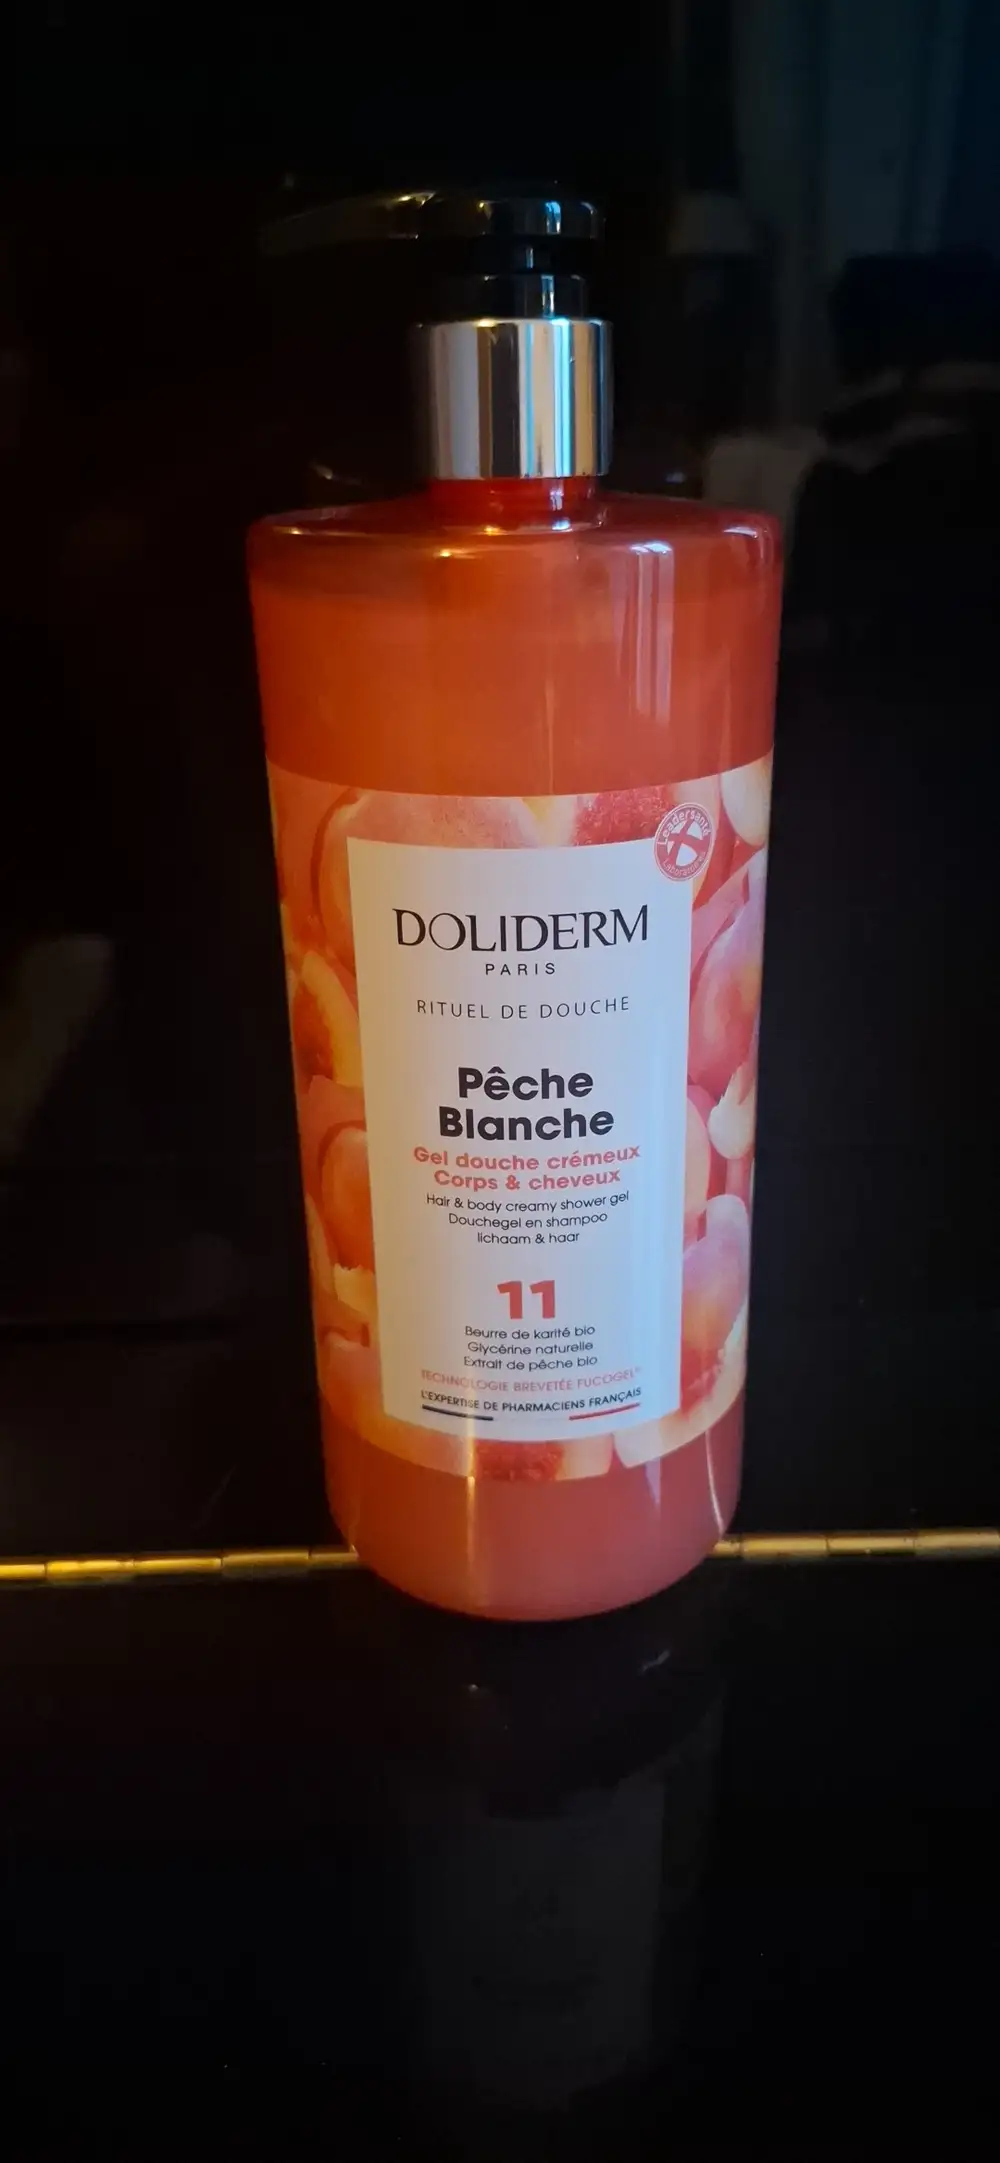 Leadersanté
Laboratoires
DOLIDERM
PARIS
RITUEL DE DOUCHE
Pêche
Blanche
Gel douche crémeux
Corps & cheveux
Hair & body creamy shower gel
Douchegel en shampoo
lichaam & haar
11
Beurre de karité bio
Glycérine naturelle
Extrait de pêche bio
TECHNOLOGIE BREVETÉE FUCOGEL®
L'EXPERTISE DE PHARMACIENS FRANÇAIS